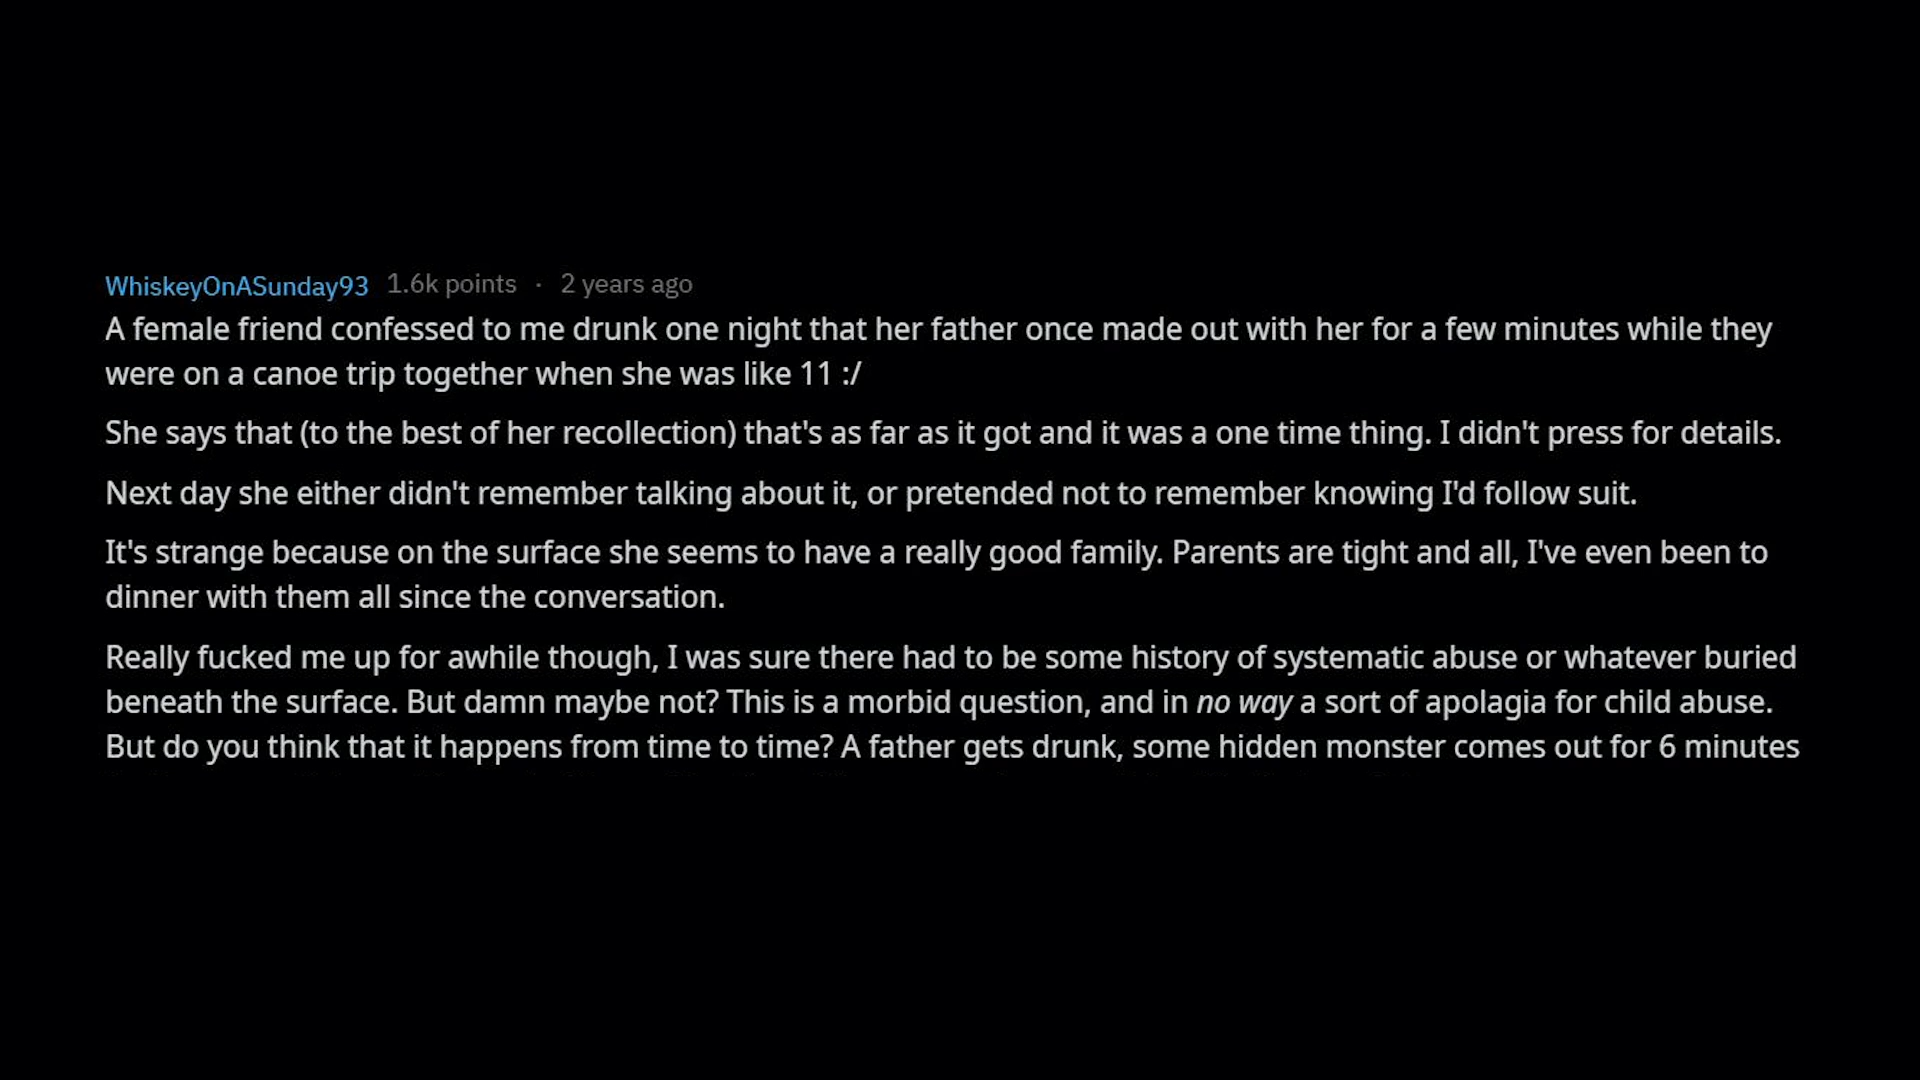 WhiskeyOnASunday93 1.6k points · 2 years ago
A female friend confessed to me drunk one night that her father once made out with her for a few minutes while they
were on a canoe trip together when she was like 11 :/
She says that (to the best of her recollection) that's as far as it got and it was a one time thing. I didn't press for details.
Next day she either didn't remember talking about it, or pretended not to remember knowing I'd follow suit.
It's strange because on the surface she seems to have a really good family. Parents are tight and all, I've even been to
dinner with them all since the conversation.
Really fucked me up for awhile though, I was sure there had to be some history of systematic abuse or whatever buried
beneath the surface. But damn maybe not? This is a morbid question, and in no way a sort of apolagia for child abuse.
But do you think that it happens from time to time? A father gets drunk, some hidden monster comes out for 6 minutes